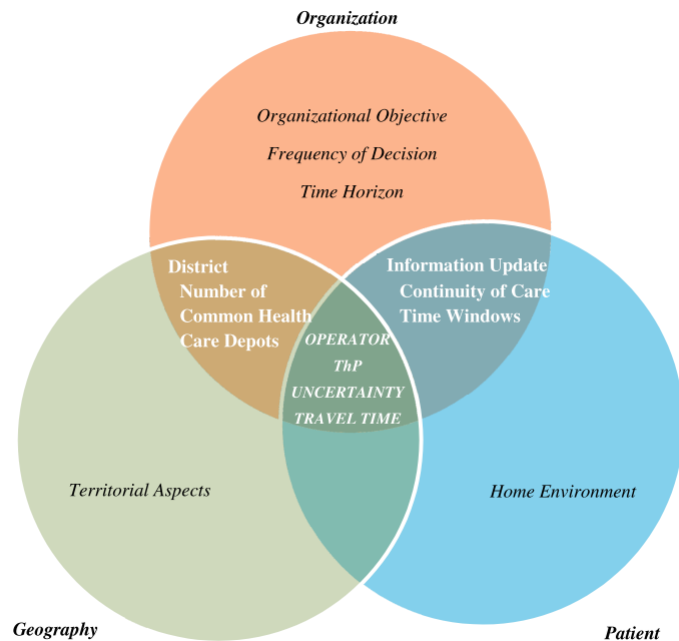 Organization
Organizational Objective
Frequency of Decision
Time Horizon
District
Number of
Common Health
Care Depots
Information Update
Continuity of Care
Time Windows
OPERATOR
ThP
UNCERTAINTY
TRAVEL TIME
Territorial Aspects
Home Environment
Geography
Patient